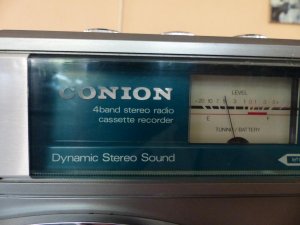 CONION
4band stereo radio
cassette recorder
Dynamic Stereo Sound
LEVEL
TUNING / BATTERY
E F